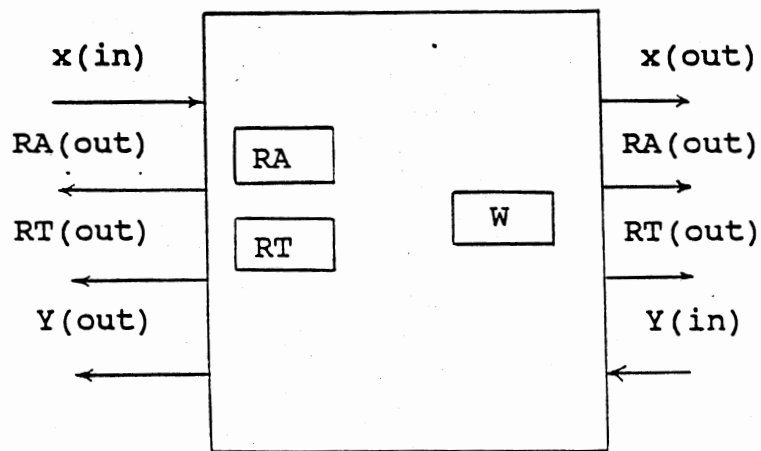 x(in)
x(out)
RA(out)
RA
RA(out)
W
RT(out)
RT
RT(out)
Y(out)
Y(in)